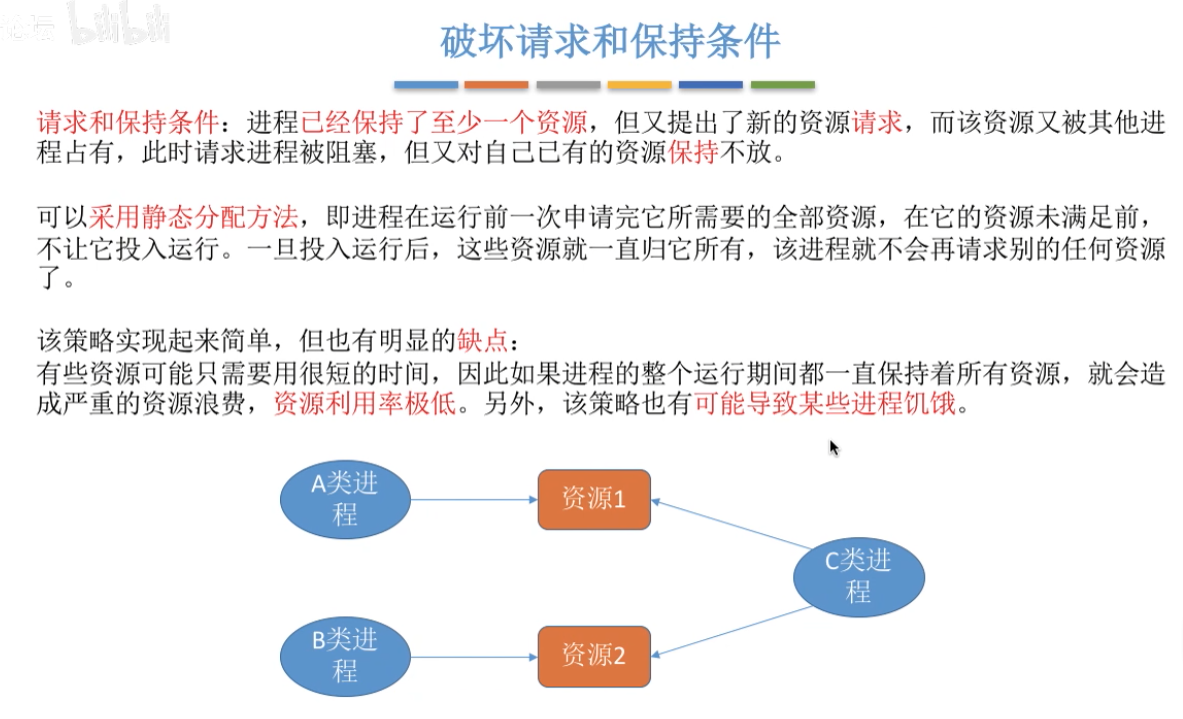 bilibili
破坏请求和保持条件
请求和保持条件：进程已经保持了至少一个资源，但又提出了新的资源请求，而该资源又被其他进
程占有，此时请求进程被阻塞，但又对自己已有的资源保持不放。
可以采用静态分配方法，即进程在运行前一次申请完它所需要的全部资源，在它的资源未满足前，
不让它投入运行。一旦投入运行后，这些资源就一直归它所有，该进程就不会再请求别的任何资源
了。
该策略实现起来简单，但也有明显的缺点：
有些资源可能只需要用很短的时间，因此如果进程的整个运行期间都一直保持着所有资源，就会造
成严重的资源浪费，资源利用率极低。另外，该策略也有可能导致某些进程饥饿。
A类进
程
资源1
C类进
程
B类进
程
资源2